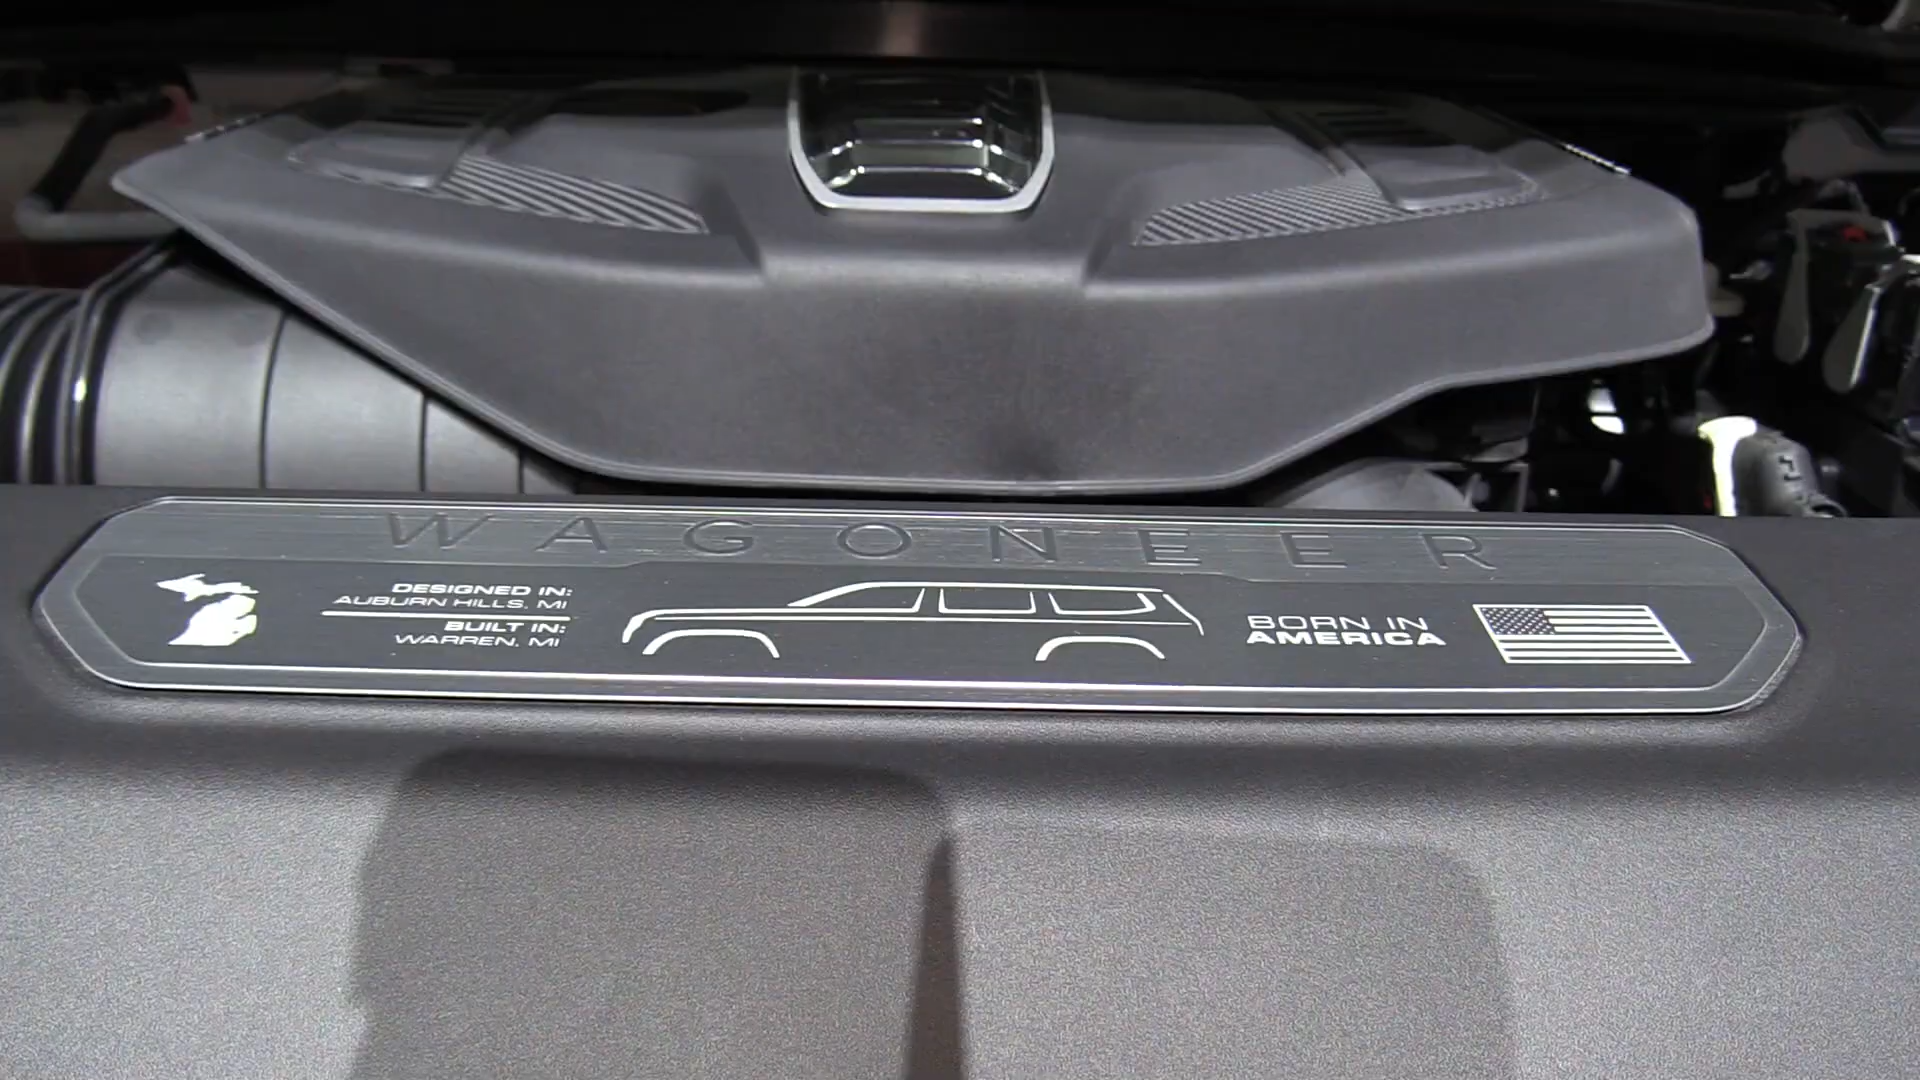 WAGONEER
DESIGNED IN:
AUBURN HILLS, MI
BUILT IN:
WARREN, MI
BORN IN
AMERICA